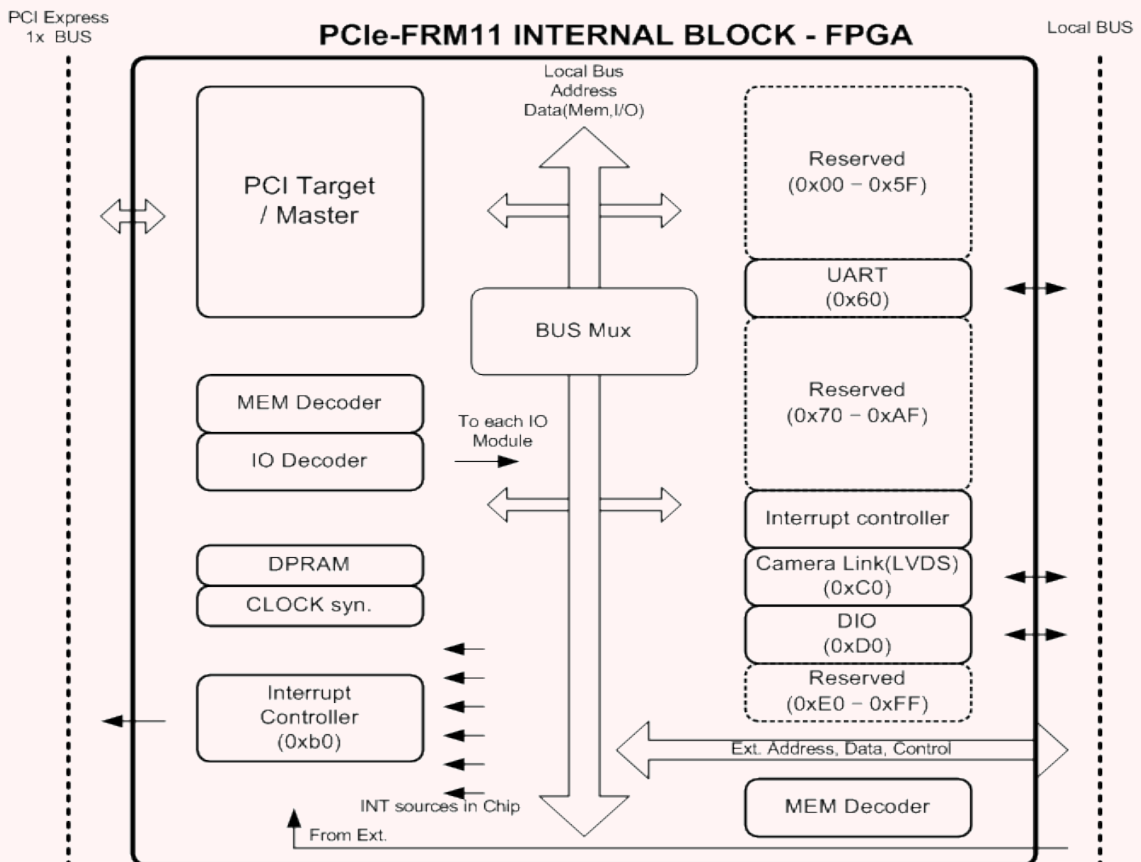 PCI Express
1x BUS
PCIe-FRM11 INTERNAL BLOCK - FPGA
Local BUS
Local Bus
Address
Data(Mem,I/O)
PCI Target
/ Master
Reserved
(0x00 – 0x5F)
UART
(0x60)
BUS Mux
Reserved
(0x70 – 0xAF)
MEM Decoder
IO Decoder
To each IO
Module
Interrupt controller
Camera Link(LVDS)
(0xC0)
DIO
(0xD0)
Reserved
(0xE0 – 0xFF)
DPRAM
CLOCK syn.
Interrupt
Controller
(0xb0)
Ext. Address, Data, Control
INT sources in Chip
MEM Decoder
From Ext.